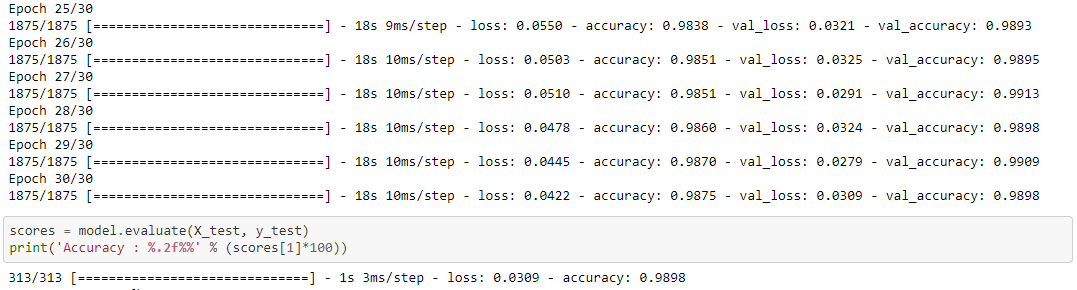 Epoch 25/30
1875/1875 [==============================] - 18s 9ms/step - loss: 0.0550 - accuracy: 0.9838 - val_loss: 0.0321 - val_accuracy: 0.9893
Epoch 26/30
1875/1875 [==============================] - 18s 10ms/step - loss: 0.0503 - accuracy: 0.9851 - val_loss: 0.0325 - val_accuracy: 0.9895
Epoch 27/30
1875/1875 [==============================] - 18s 10ms/step - loss: 0.0510 - accuracy: 0.9851 - val_loss: 0.0291 - val_accuracy: 0.9913
Epoch 28/30
1875/1875 [==============================] - 18s 10ms/step - loss: 0.0478 - accuracy: 0.9860 - val_loss: 0.0324 - val_accuracy: 0.9898
Epoch 29/30
1875/1875 [==============================] - 18s 10ms/step - loss: 0.0445 - accuracy: 0.9870 - val_loss: 0.0279 - val_accuracy: 0.9909
Epoch 30/30
1875/1875 [==============================] - 18s 10ms/step - loss: 0.0422 - accuracy: 0.9875 - val_loss: 0.0309 - val_accuracy: 0.9898
scores = model.evaluate(X_test, y_test)
print('Accuracy : %.2f%%' % (scores[1]*100))
313/313 [==============================] - 1s 3ms/step - loss: 0.0309 - accuracy: 0.9898